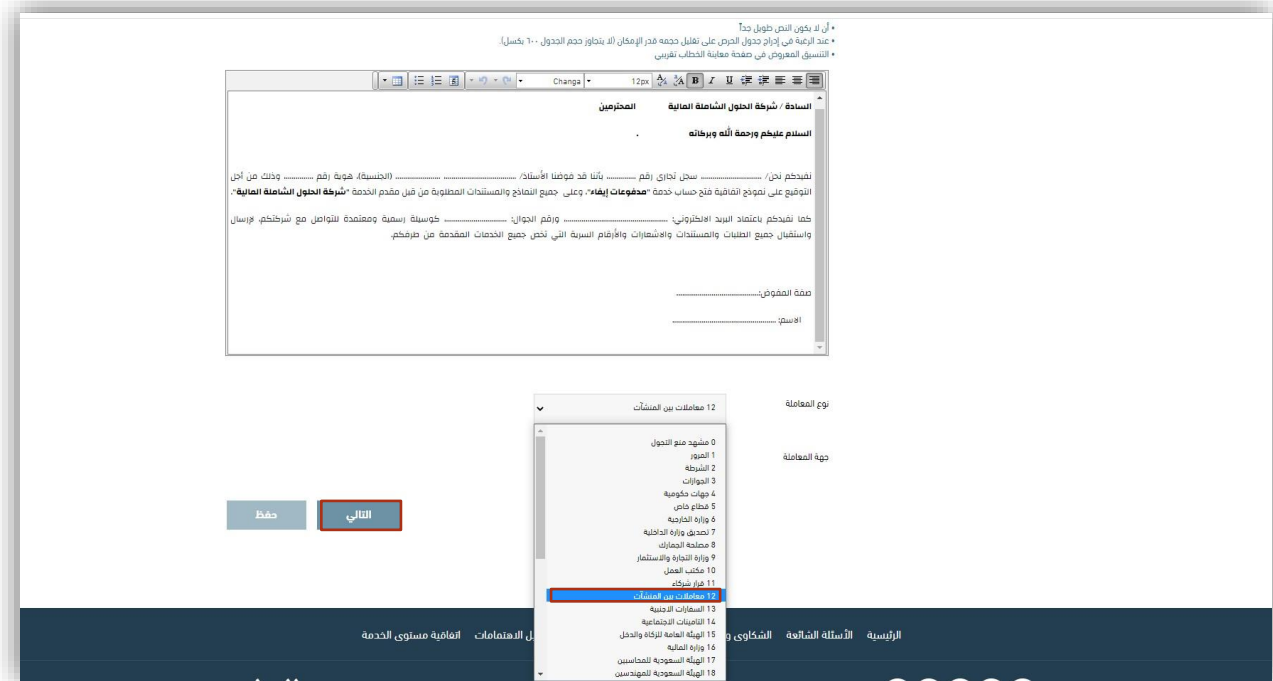 • أن لا يكون النص طويل جداً
• عند الرغبة في إدراج جدول الحرص على تقليل حجمه قدر الإمكان (لا يتجاوز حجم الجدول ٦٠٠ بكسل).
• التنسيق المعروض في صفحة معاينة الخطاب تقريبي
Changa 12px
السادة / شركة الحلول الشاملة المالية المحترمين
السلام عليكم ورحمة الله وبركاته .
نفيدكم نحن/ ................ سجل تجاري رقم ............. بأننا قد فوضنا الأستاذ/ ................ ................ ................ (الجنسية)، هوية رقم ............. وذلك من أجل
التوقيع على نموذج اتفاقية فتح حساب خدمة "مدفوعات إيفاء"، وعلى جميع النماذج والمستندات المطلوبة من قبل مقدم الخدمة "شركة الحلول الشاملة المالية".
كما نفيدكم باعتماد البريد الالكتروني: ................................ ورقم الجوال: ........................ كوسيلة رسمية ومعتمدة للتواصل مع شركتكم، لإرسال
واستقبال جميع الطلبات والمستندات والاشعارات والأرقام السرية التي تخص جميع الخدمات المقدمة من طرفكم.
صفة المفوض:................................
الاسم: ................................
نوع المعاملة
12 معاملات بين المنشآت
جهة المعاملة
0 مشهد منع التجول
1 المرور
2 الشرطة
3 الجوازات
4 جهات حكومية
5 قطاع خاص
6 وزارة الخارجية
7 تصديق وزارة الداخلية
8 مصلحة الجمارك
9 وزارة التجارة والاستثمار
10 مكتب العمل
11 قرار شركاء
12 معاملات بين المنشآت
13 السفارات الاجنبية
14 التامينات الاجتماعية
15 الهيئة العامة للزكاة والدخل
16 وزارة المالية
17 الهيئة السعودية للمحاسبين
18 الهيئة السعودية للمهندسين
التالي
حفظ
الرئيسية الأسئلة الشائعة الشكاوى و الاهتمامات اتفاقية مستوى الخدمة